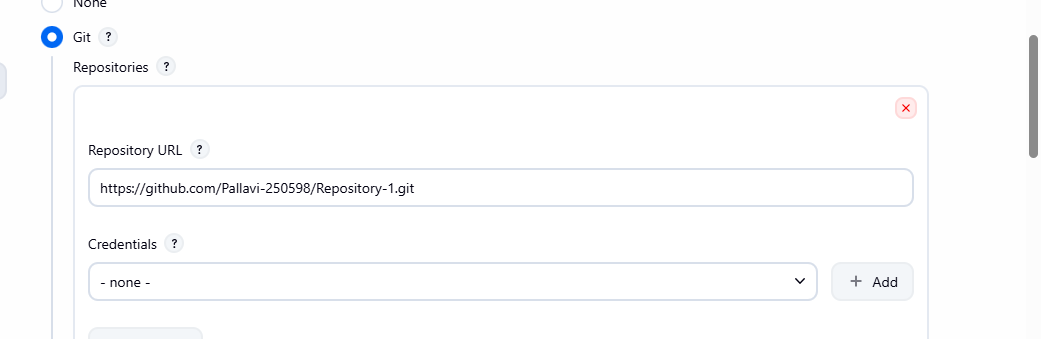 None
Git ?
Repositories ?
Repository URL ?
https://github.com/Pallavi-250598/Repository-1.git
Credentials ?
- none -
+ Add